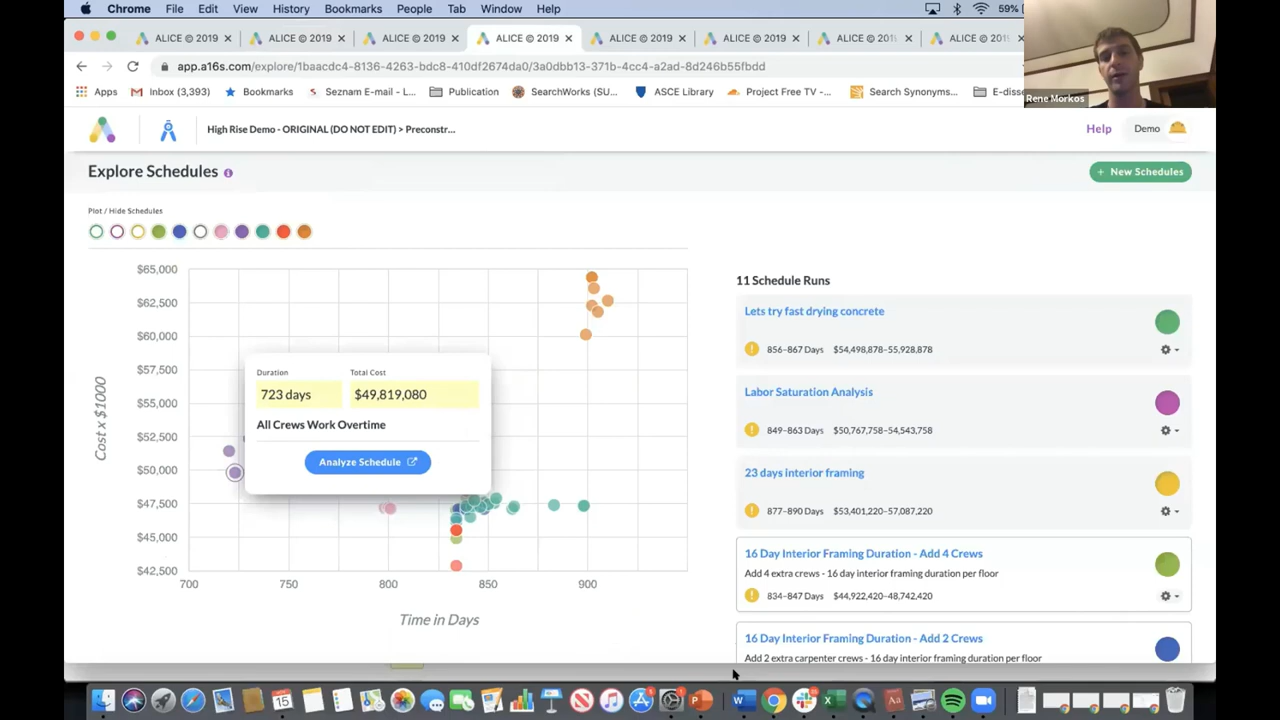 Chrome File Edit View History Bookmarks People Tab Window Help 59%
ALICE © 2019 ALICE © 2019 ALICE © 2019 ALICE © 2019 ALICE © 2019 ALICE © 2019 ALICE © 2019 ALICE © 2019
app.a16s.com/explore/1baacdc4-8136-4263-bdc8-410df2674da0/3a0dbb13-371b-4cc4-a2ad-8d246b55fbdd
Apps Inbox (3,393) Bookmarks Seznam E-mail - L... Publication SearchWorks (SU... ASCE Library Project Free TV -... Search Synonyms... E-disse
Rene Morkos
High Rise Demo - ORIGINAL (DO NOT EDIT) > Preconstr...
Help
Demo
Explore Schedules
+ New Schedules
Plot / Hide Schedules
$65,000
$62,500
$60,000
$57,500
$55,000
$52,500
$50,000
$47,500
$45,000
$42,500
Cost x $1000
700 750 800 850 900
Time in Days
Duration Total Cost
723 days $49,819,080
All Crews Work Overtime
Analyze Schedule
11 Schedule Runs
Lets try fast drying concrete
856–867 Days $54,498,878–55,928,878
Labor Saturation Analysis
849–863 Days $50,767,758–54,543,758
23 days interior framing
877–890 Days $53,401,220–57,087,220
16 Day Interior Framing Duration - Add 4 Crews
Add 4 extra crews - 16 day interior framing duration per floor
834–847 Days $44,922,420–48,742,420
16 Day Interior Framing Duration - Add 2 Crews
Add 2 extra carpenter crews - 16 day interior framing duration per floor